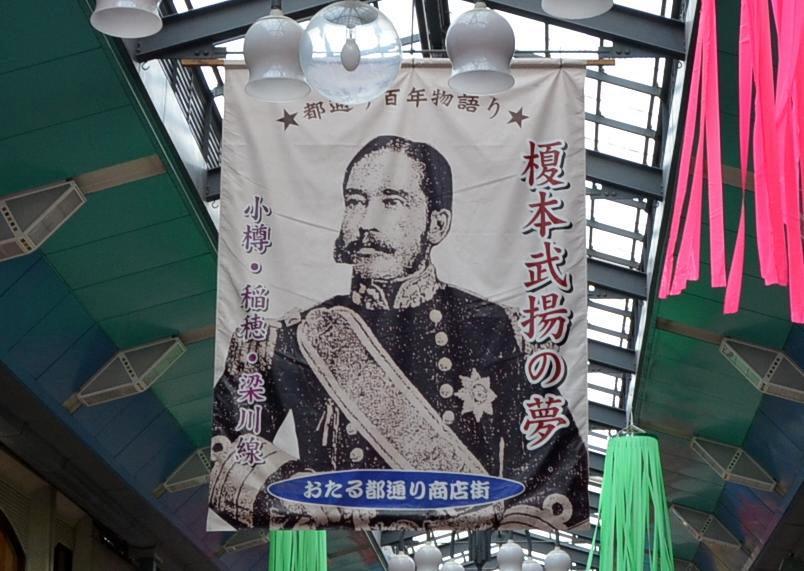 ★都通り百年物語り★
榎本武揚の夢
小樽・稲穂・梁川線
おたる都通り商店街